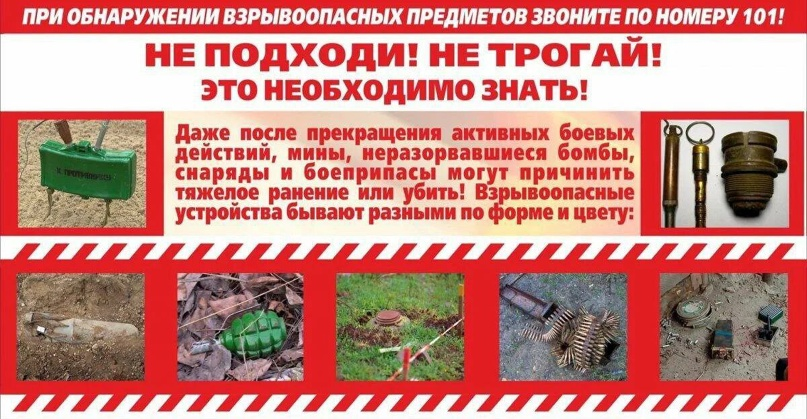 ПРИ ОБНАРУЖЕНИИ ВЗРЫВООПАСНЫХ ПРЕДМЕТОВ ЗВОНИТЕ ПО НОМЕРУ 101!
НЕ ПОДХОДИ! НЕ ТРОГАЙ!
ЭТО НЕОБХОДИМО ЗНАТЬ!
Даже после прекращения активных боевых
действий, мины, неразорвавшиеся бомбы,
снаряды и боеприпасы могут причинить
тяжелое ранение или убить! Взрывоопасные
устройства бывают разными по форме и цвету: